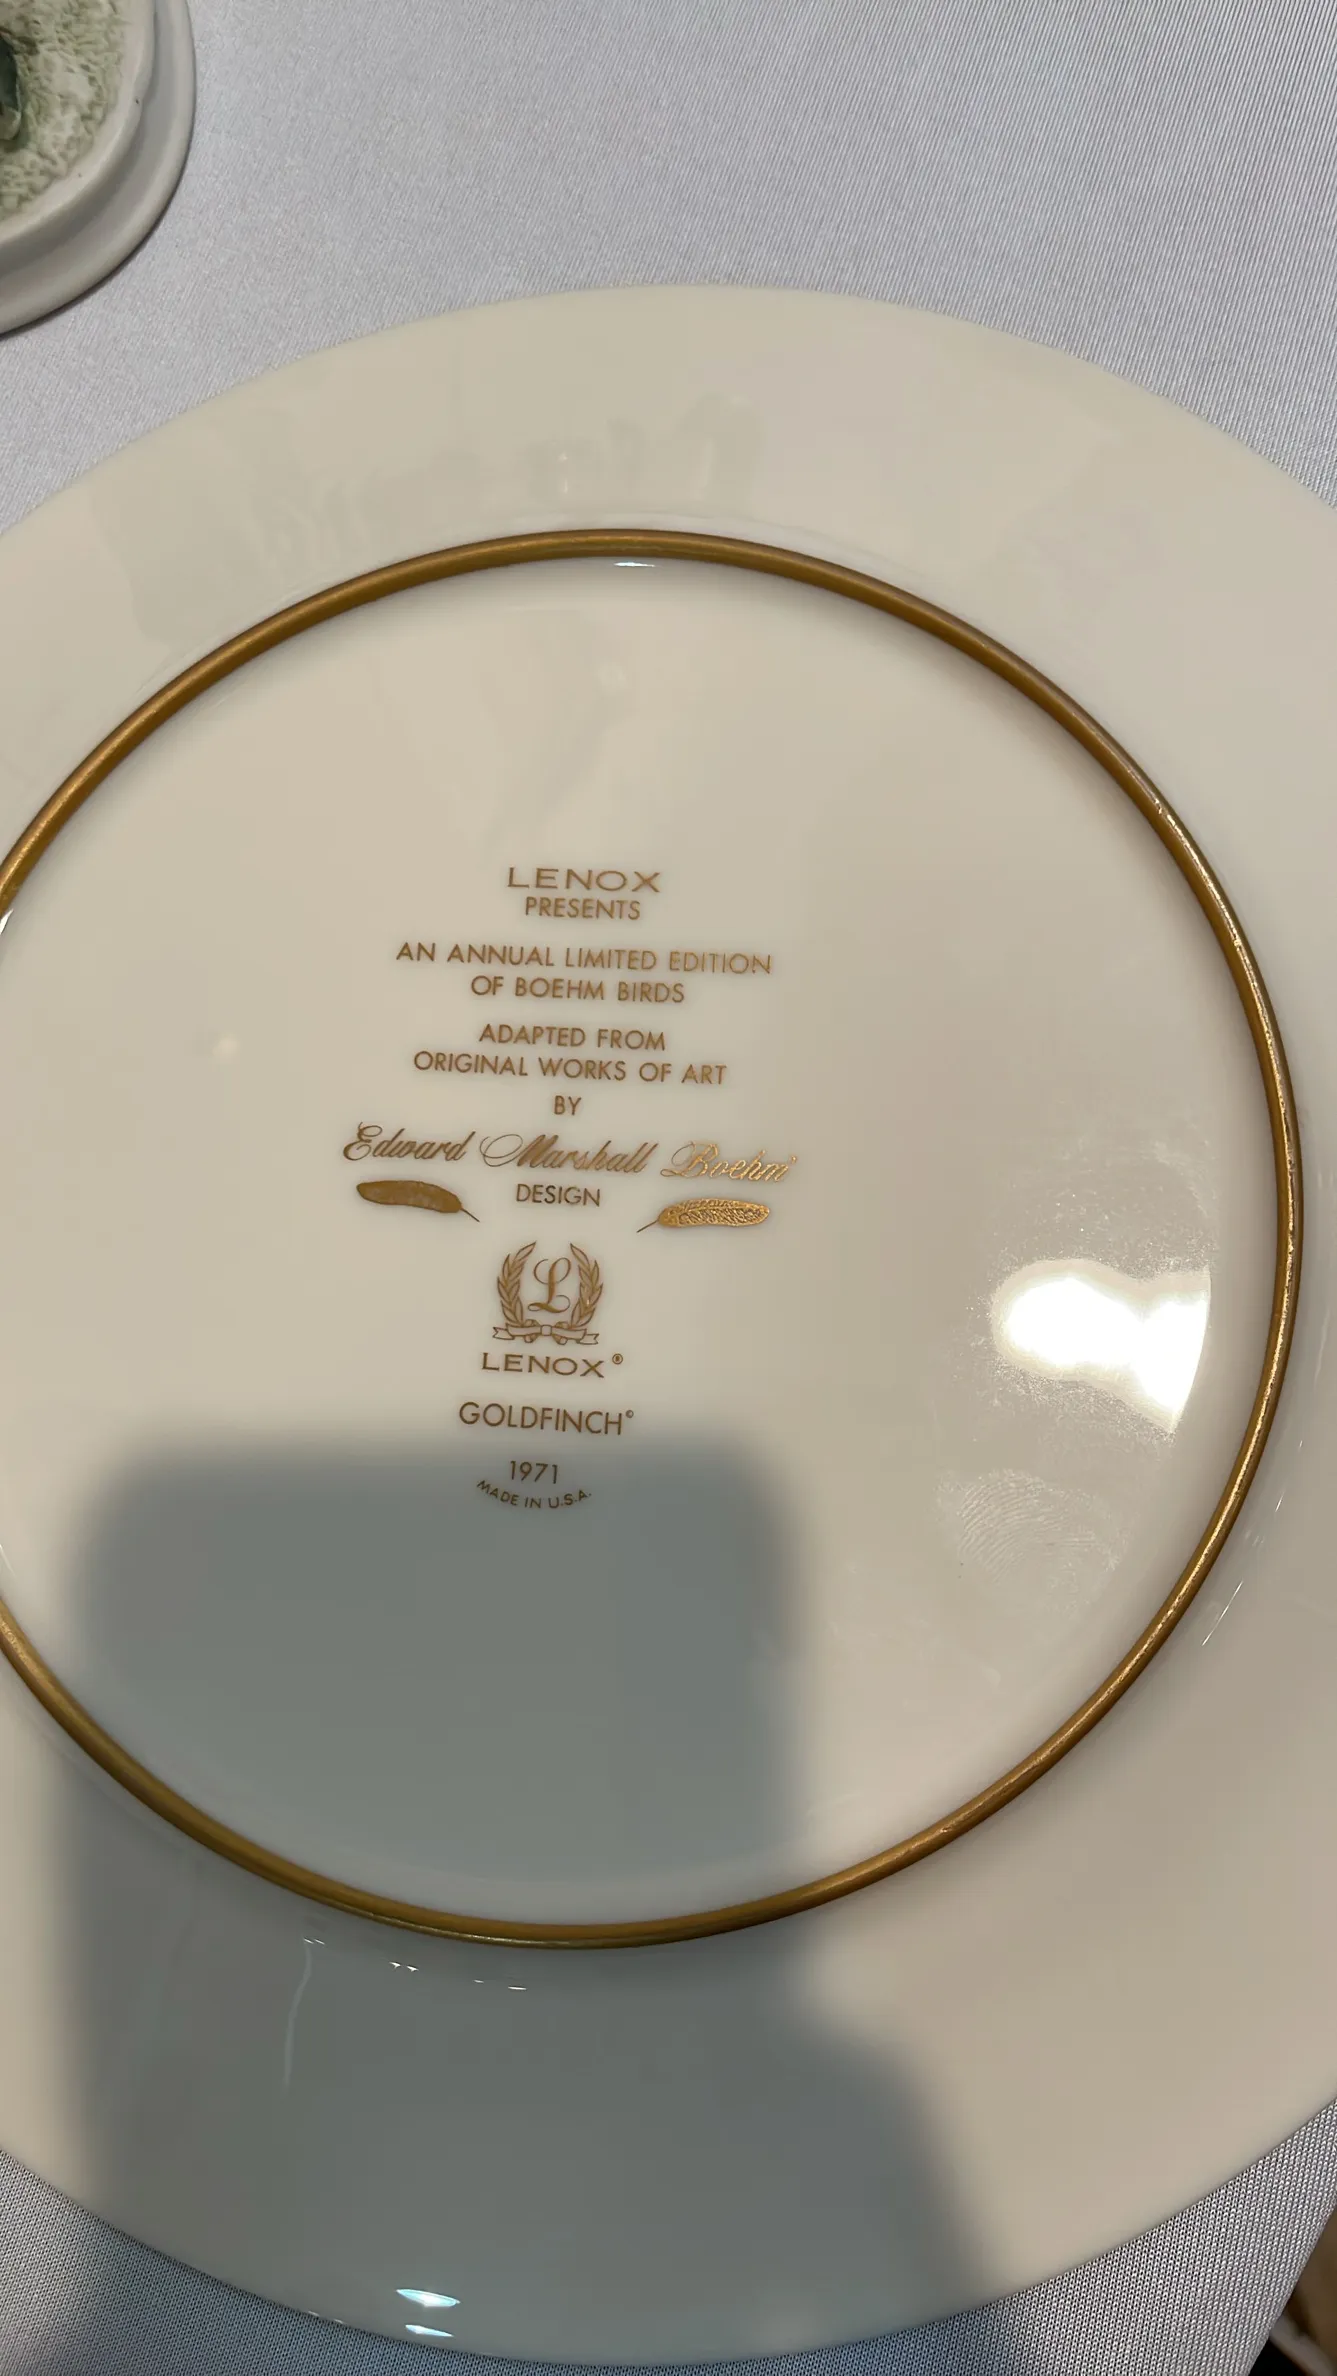 LENOX
PRESENTS
AN ANNUAL LIMITED EDITION
OF BOEHM BIRDS
ADAPTED FROM
ORIGINAL WORKS OF ART
BY
Edward Marshall Boehm
DESIGN
L
LENOX®
GOLDFINCH©
1971
MADE IN U.S.A.